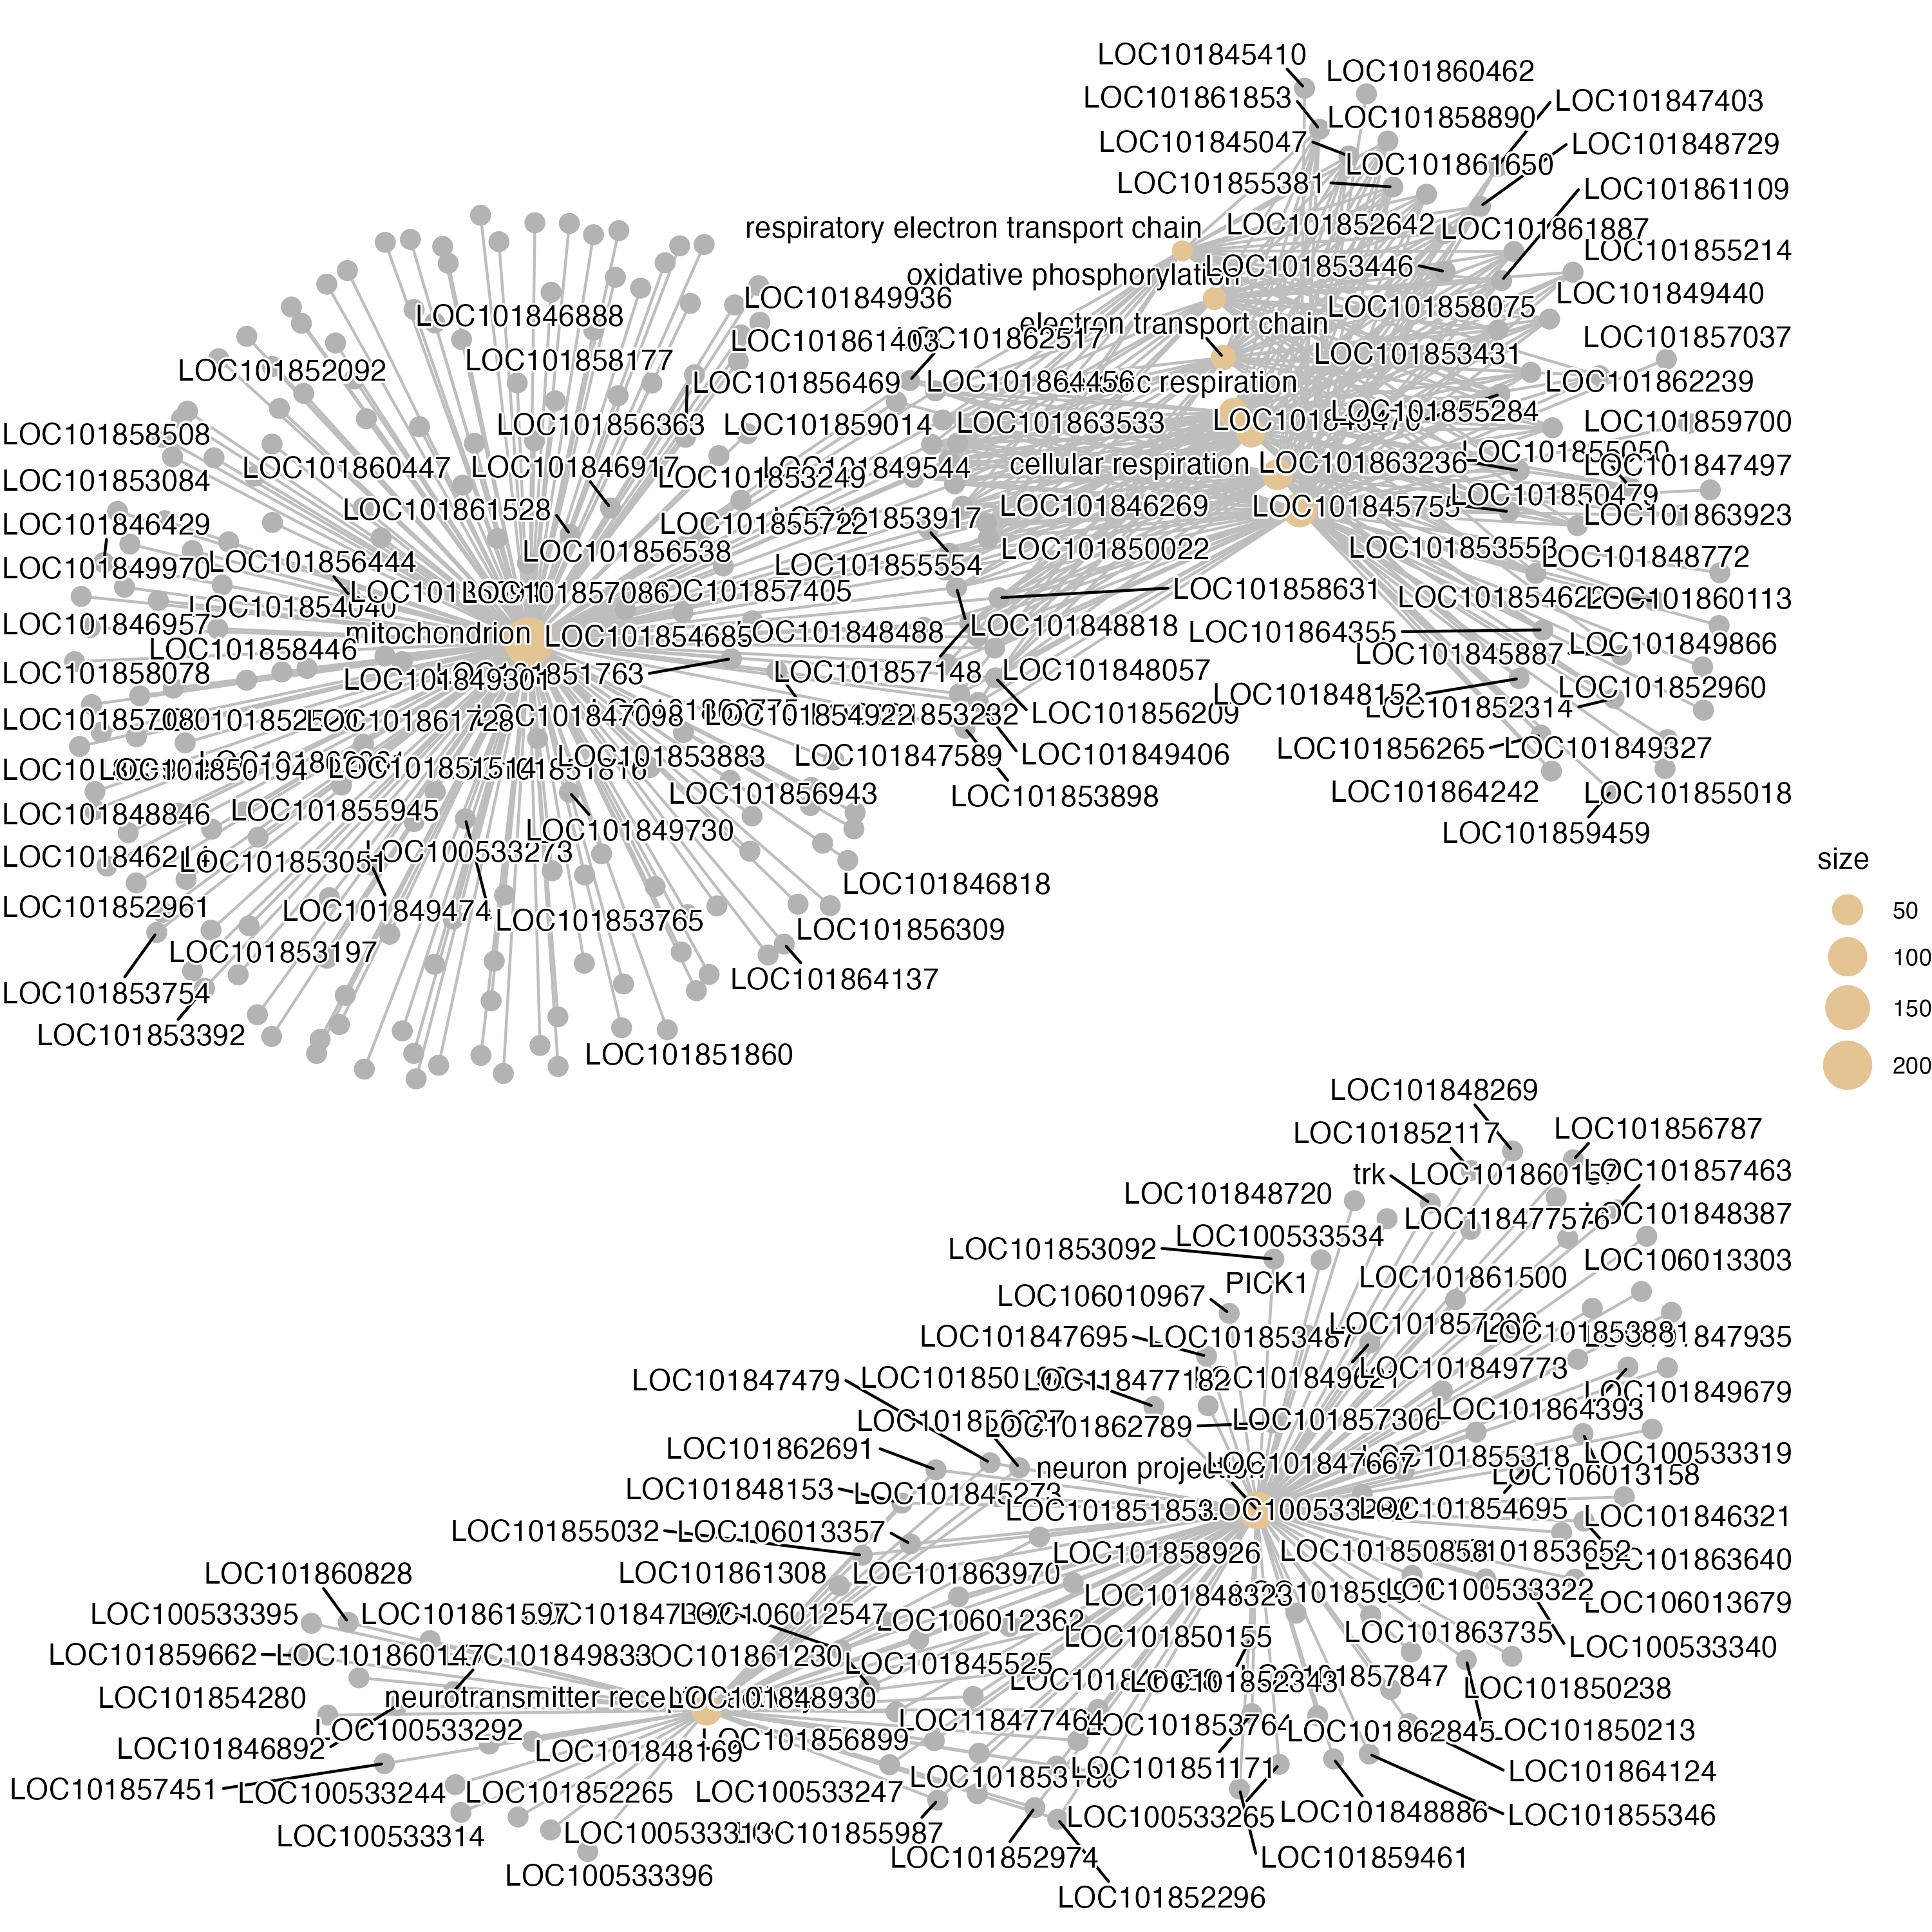 LOC101845410
LOC101860462
LOC101861853
LOC101847403
LOC101858890
LOC101845047
LOC101848729
LOC101861650
LOC101855381
LOC101861109
respiratory electron transport chain
LOC101852642
LOC101861887
LOC101855214
LOC101853446
oxidative phosphorylation
LOC101849440
LOC101849936
LOC101858075
LOC101846888
electron transport chain
LOC101857037
LOC101861403
LOC101862517
LOC101853431
LOC101858177
LOC101852092
LOC101856469
LOC101864456
respiration
LOC101862239
LOC101855284
LOC101856363
LOC101859014
LOC101863533
LOC101859700
LOC101858508
LOC101855050
LOC101860447
LOC101846917
LOC101849544
cellular respiration
LOC101863236
LOC101847497
LOC101853249
LOC101853084
LOC101850479
LOC101861528
LOC101846269
LOC101845755
LOC101863923
LOC101846429
LOC101855722
LOC101853917
LOC101856538
LOC101850022
LOC101853553
LOC101848772
LOC101849970
LOC101856444
LOC101855554
LOC101857086
LOC101857405
LOC101858631
LOC101860113
LOC101854040
LOC101846957
mitochondrion
LOC101854685
LOC101848488
LOC101848818
LOC101864355
LOC101849866
LOC101858446
LOC101845887
LOC101858078
LOC101849301
LOC101851763
LOC101857148
LOC101848057
LOC101852960
LOC101848152
LOC101852314
LOC101861728
LOC101847098
LOC101854922
LOC101856209
LOC101856265
LOC101849327
LOC101853883
LOC101847589
LOC101849406
LOC101850194
LOC101851514
LOC101856943
LOC101853898
LOC101864242
LOC101855018
LOC101848846
LOC101855945
LOC101849730
LOC101859459
LOC101853051
LOC100533273
size
LOC101846818
50
LOC101852961
LOC101849474
LOC101853765
LOC101856309
LOC101853197
100
LOC101864137
LOC101853754
150
LOC101853392
LOC101851860
200
LOC101848269
LOC101852117
LOC101856787
trk
LOC101857463
LOC101848720
LOC118477576
LOC101848387
LOC101853092
LOC100533534
LOC106013303
PICK1
LOC101861500
LOC106010967
LOC101847695
LOC101853487
LOC101853881
LOC101847479
LOC118477182
LOC101849773
LOC101849679
LOC101862789
LOC101857306
LOC101864393
LOC101862691
neuron projection
LOC101847667
LOC101855318
LOC100533319
LOC106013158
LOC101848153
LOC101845273
LOC101851853
LOC101854695
LOC101846321
LOC101855032
LOC106013357
LOC101858926
LOC101850858
LOC101853652
LOC101863640
LOC101860828
LOC101861308
LOC101863970
LOC101848323
LOC100533322
LOC106013679
LOC100533395
LOC101861597
LOC106012547
LOC106012362
LOC101850155
LOC101863735
LOC100533340
LOC101859662
LOC101860147
LOC101849833
LOC101861230
LOC101845525
LOC101852343
LOC101857847
LOC101854280
neurotransmitter
LOC101848930
LOC101850238
LOC100533292
LOC118477464
LOC101853764
LOC101862845
LOC101850213
LOC101846892
LOC101848169
LOC101856899
LOC101851171
LOC101864124
LOC101857451
LOC100533244
LOC101852265
LOC100533247
LOC100533265
LOC101848886
LOC101855346
LOC100533314
LOC101855987
LOC101852974
LOC101859461
LOC100533396
LOC101852296